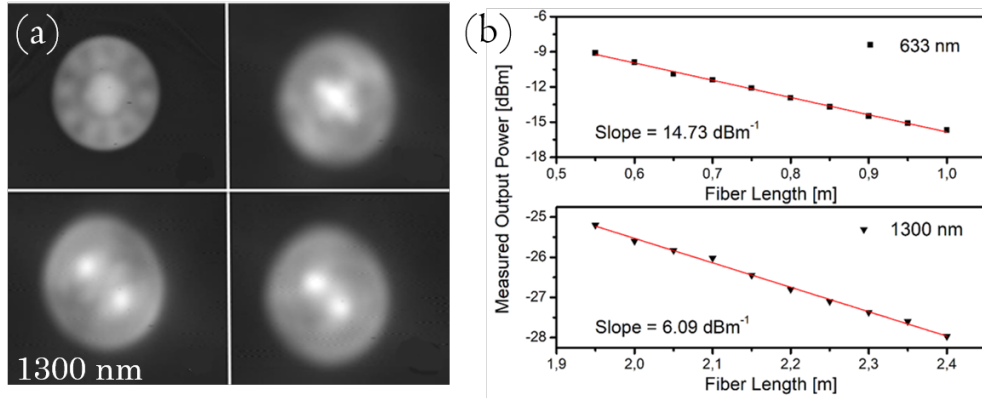 (a)
1300 nm
(b)
Measured Output Power [dBm]
-6
-9
-12
-15
-18
633 nm
Slope = 14.73 dBm⁻¹
0,5 0,6 0,7 0,8 0,9 1,0
Fiber Length [m]
-25
-26
-27
-28
1300 nm
Slope = 6.09 dBm⁻¹
1,9 2,0 2,1 2,2 2,3 2,4
Fiber Length [m]